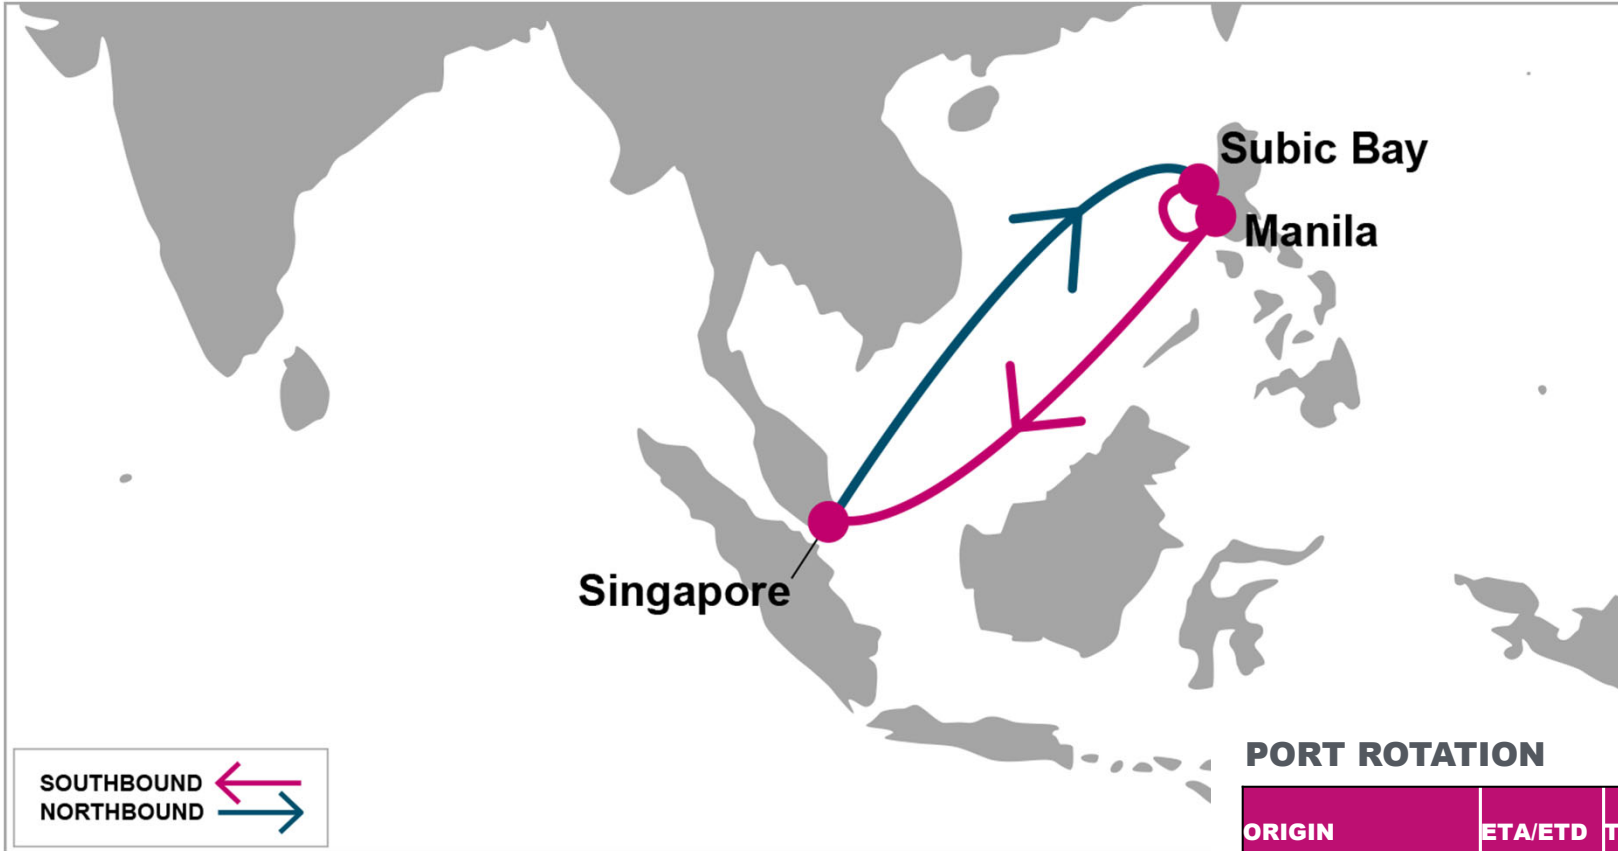 Subic Bay
Manila
Singapore
SOUTHBOUND
NORTHBOUND
PORT ROTATION
ORIGIN ETA/ETD T